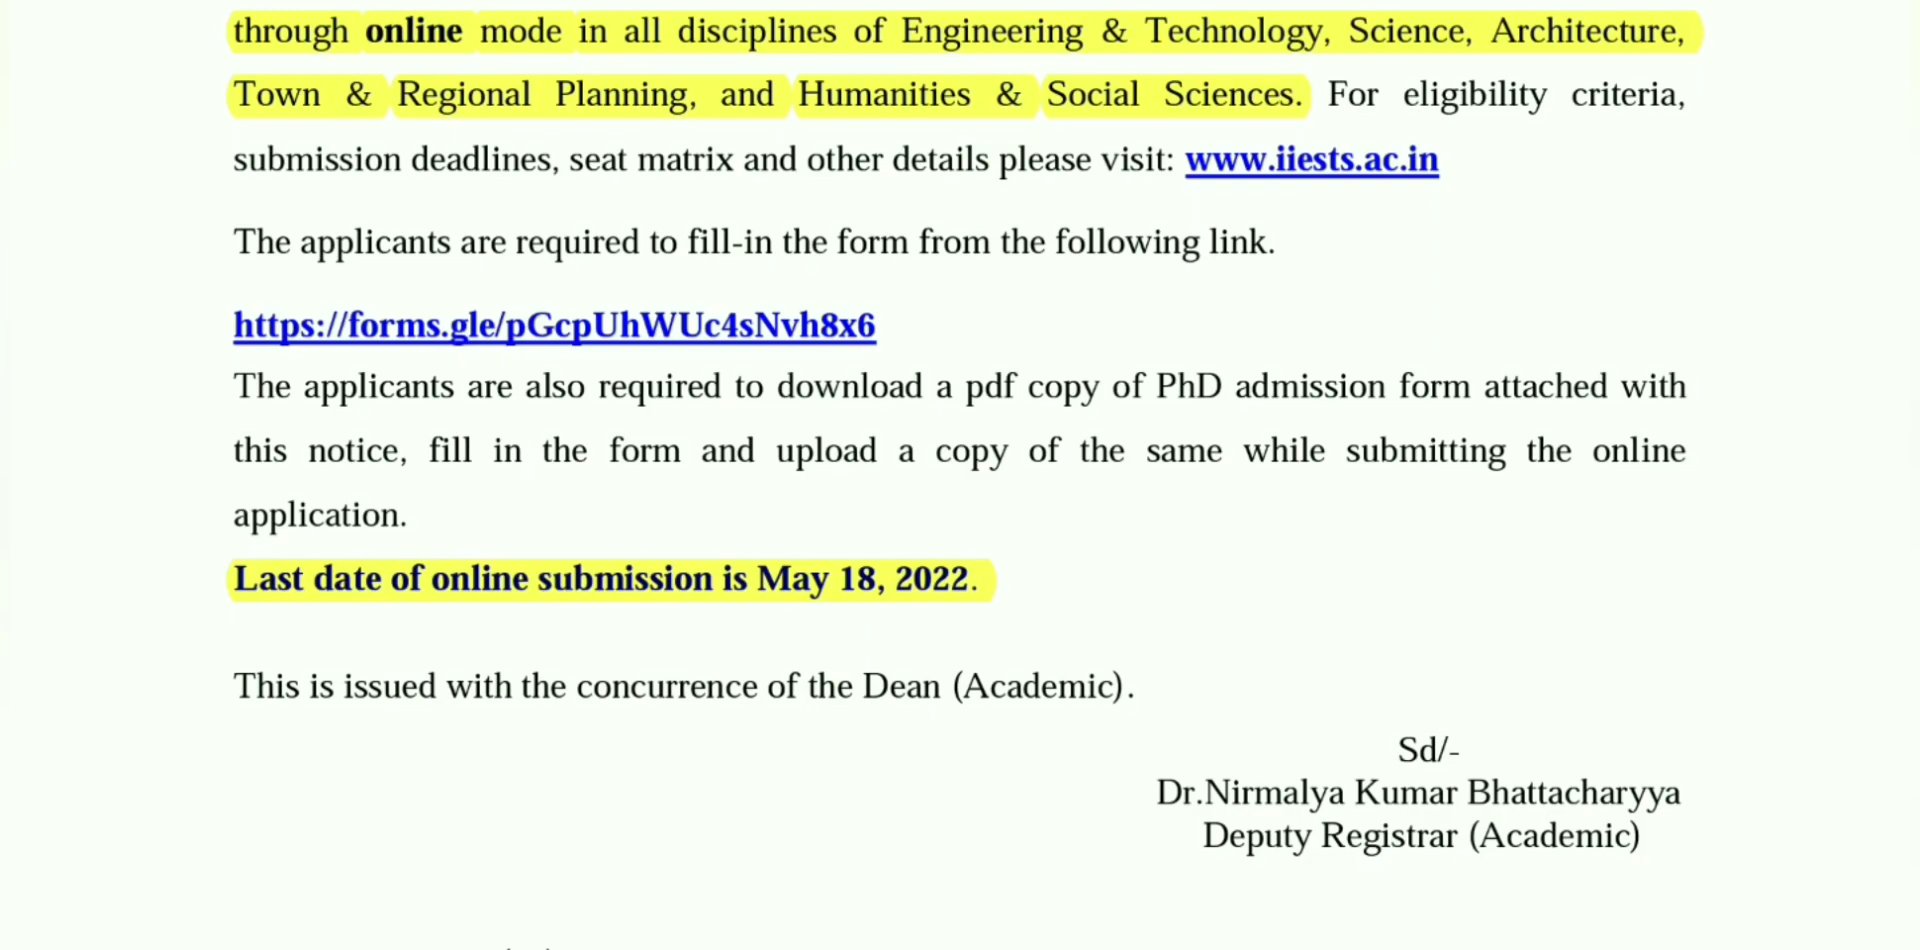 through online mode in all disciplines of Engineering & Technology, Science, Architecture,
Town & Regional Planning, and Humanities & Social Sciences. For eligibility criteria,
submission deadlines, seat matrix and other details please visit: www.iiests.ac.in
The applicants are required to fill-in the form from the following link.
https://forms.gle/pGcpUhWUc4sNvh8x6
The applicants are also required to download a pdf copy of PhD admission form attached with
this notice, fill in the form and upload a copy of the same while submitting the online
application.
Last date of online submission is May 18, 2022.
This is issued with the concurrence of the Dean (Academic).
Sd/-
Dr.Nirmalya Kumar Bhattacharyya
Deputy Registrar (Academic)